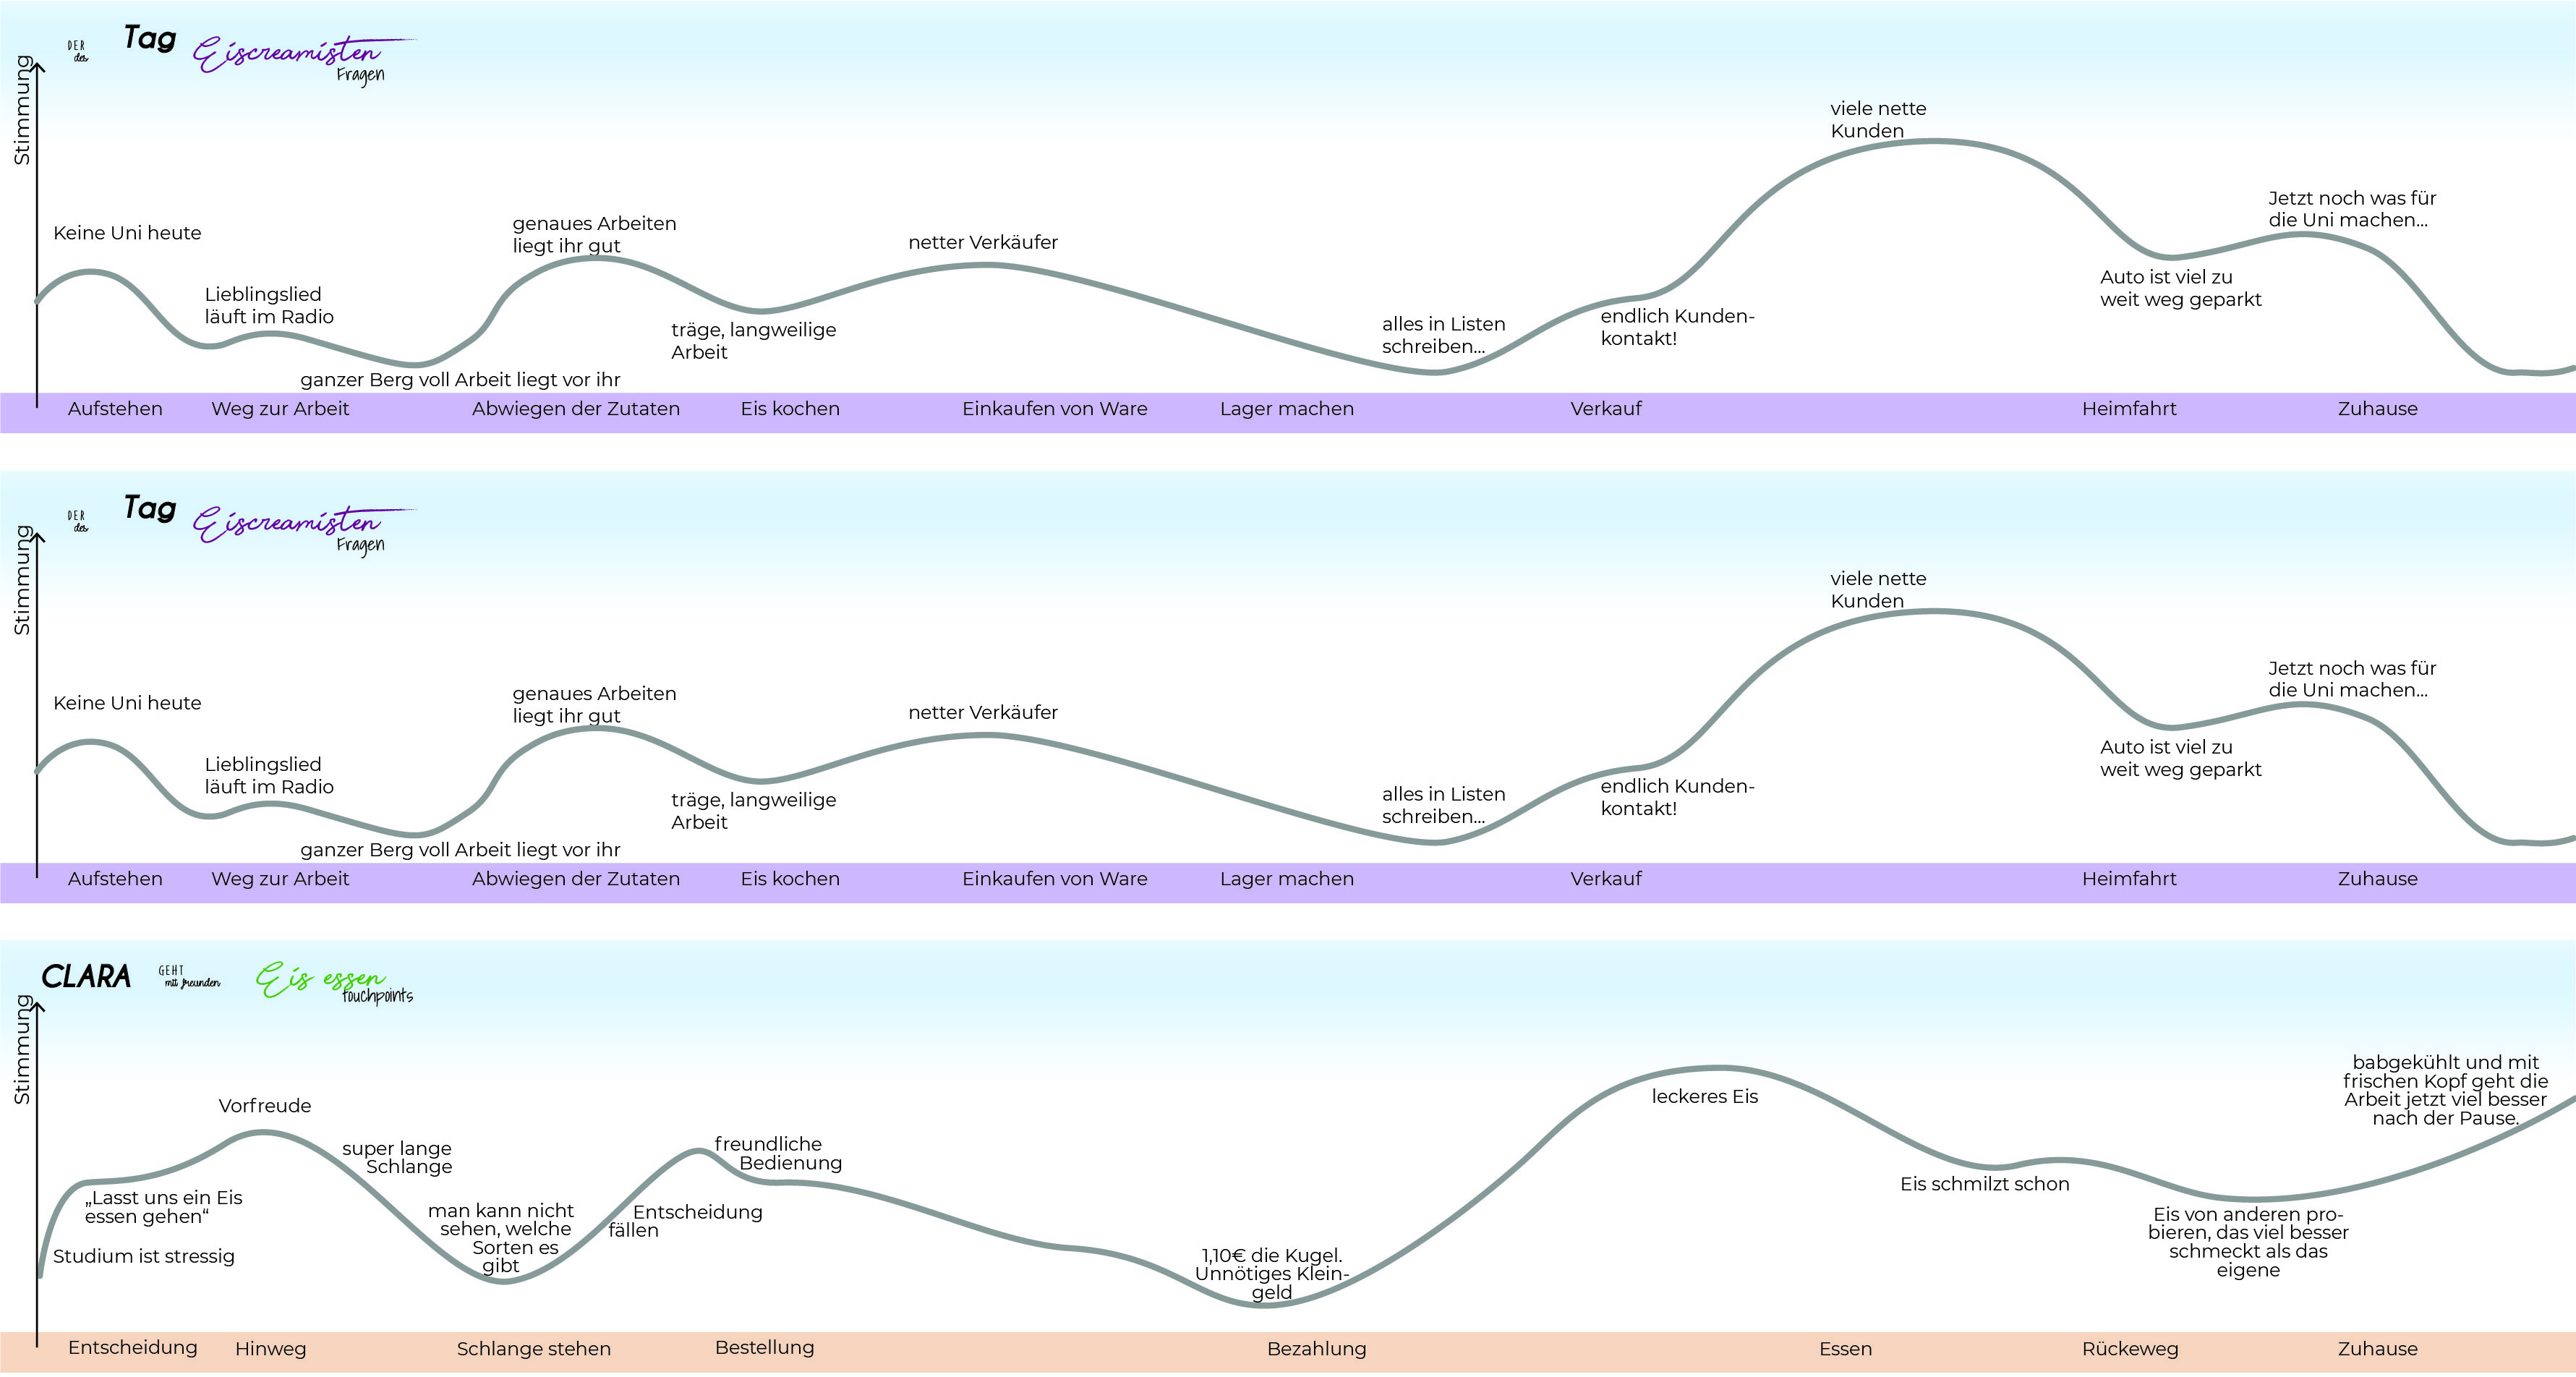 DER
des
Tag
Eiscreamisten
Fragen
Stimmung
viele nette
Kunden
Jetzt noch was für
die Uni machen...
genaues Arbeiten
liegt ihr gut
Keine Uni heute
netter Verkäufer
Auto ist viel zu
weit weg geparkt
Lieblingslied
läuft im Radio
träge, langweilige
Arbeit
alles in Listen
schreiben...
endlich Kunden-
kontakt!
ganzer Berg voll Arbeit liegt vor ihr
Aufstehen
Weg zur Arbeit
Abwiegen der Zutaten
Eis kochen
Einkaufen von Ware
Lager machen
Verkauf
Heimfahrt
Zuhause
DER
des
Tag
Eiscreamisten
Fragen
Stimmung
viele nette
Kunden
Jetzt noch was für
die Uni machen...
genaues Arbeiten
liegt ihr gut
Keine Uni heute
netter Verkäufer
Auto ist viel zu
weit weg geparkt
Lieblingslied
läuft im Radio
träge, langweilige
Arbeit
alles in Listen
schreiben...
endlich Kunden-
kontakt!
ganzer Berg voll Arbeit liegt vor ihr
Aufstehen
Weg zur Arbeit
Abwiegen der Zutaten
Eis kochen
Einkaufen von Ware
Lager machen
Verkauf
Heimfahrt
Zuhause
CLARA
GEHT
mit freunden
Eis essen
touchpoints
Stimmung
„Lasst uns ein Eis
essen gehen“
Studium ist stressig
Vorfreude
super lange
Schlange
man kann nicht
sehen, welche
Sorten es
gibt
Entscheidung
fällen
freundliche
Bedienung
1,10€ die Kugel.
Unnötiges Klein-
geld
leckeres Eis
Eis schmilzt schon
Eis von anderen pro-
bieren, das viel besser
schmeckt als das
eigene
babgekühlt und mit
frischen Kopf geht die
Arbeit jetzt viel besser
nach der Pause.
Entscheidung
Hinweg
Schlange stehen
Bestellung
Bezahlung
Essen
Rückeweg
Zuhause